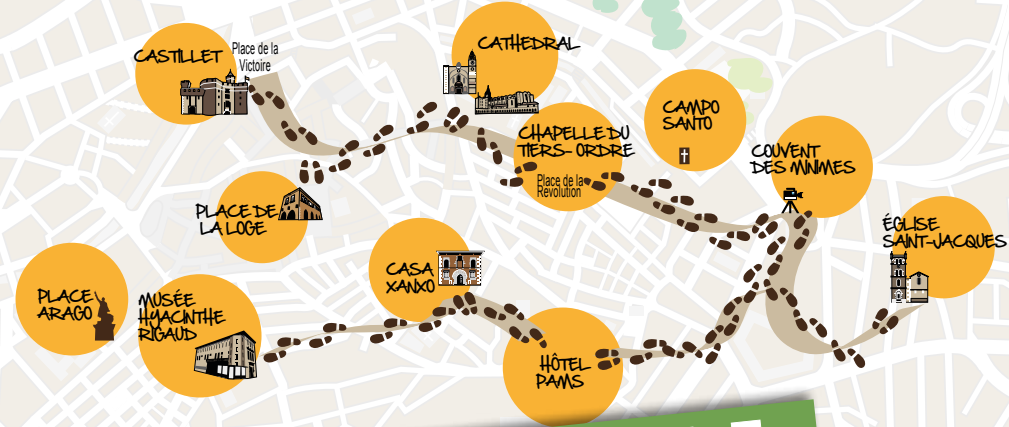 CASTILLET
Place de la
Victoire
CATHEDRAL
CAMPO
SANTO
CHAPELLE DU
TIERS-ORDRE
Place de la
Révolution
COUVENT
DES MINIMES
PLACE DE
LA LOGE
ÉGLISE
SAINT-JACQUES
CASA
XANXO
PLACE
ARAGO
MUSÉE
HYACINTHE
RIGAUD
HÔTEL
PAMS